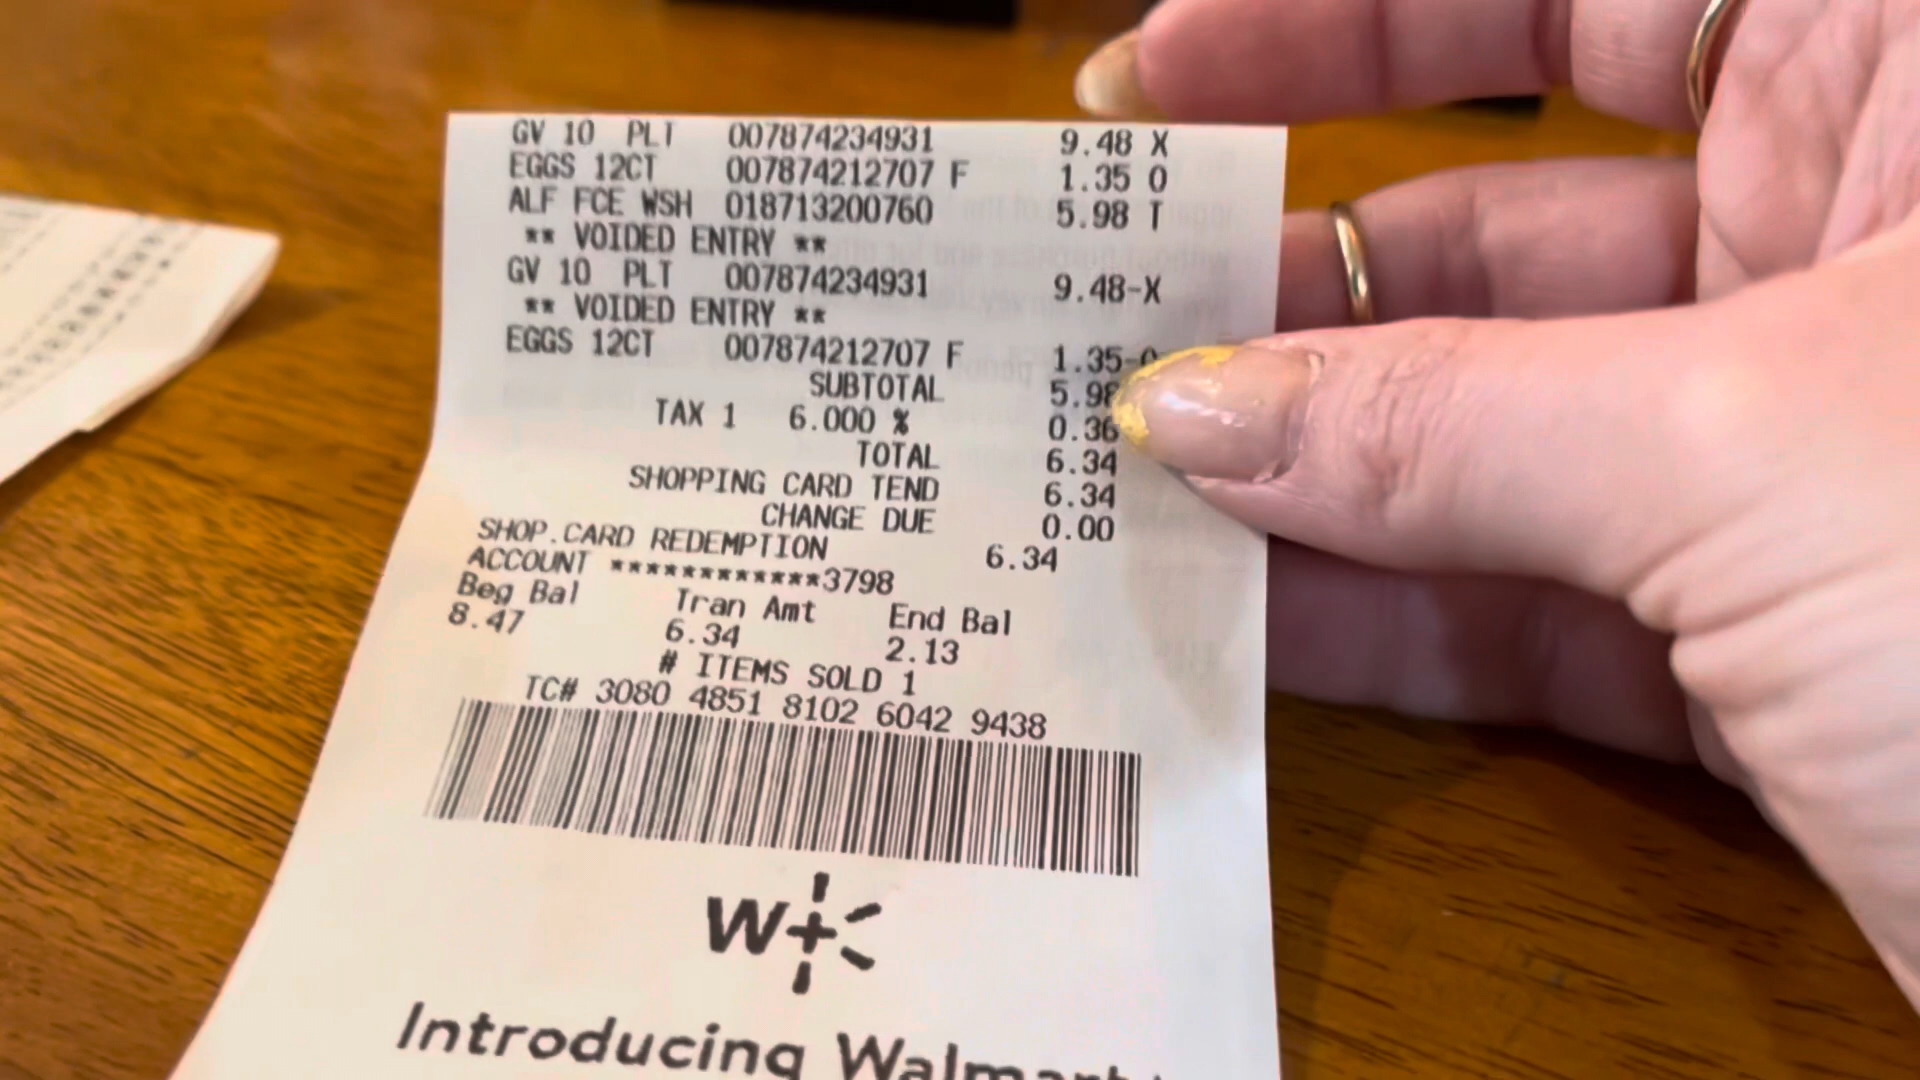 GV 10 PLT 007874234931 9.48 X
EGGS 12CT 007874212707 F 1.35 O
ALF FCE WSH 018713200760 5.98 T
** VOIDED ENTRY **
GV 10 PLT 007874234931 9.48-X
** VOIDED ENTRY **
EGGS 12CT 007874212707 F 1.35-O
SUBTOTAL 5.98
TAX 1 6.000 % 0.36
TOTAL 6.34
SHOPPING CARD TEND 6.34
CHANGE DUE 0.00
SHOP.CARD REDEMPTION 6.34
ACCOUNT ************3798
Beg Bal Tran Amt End Bal
8.47 6.34 2.13
# ITEMS SOLD 1
TC# 3080 4851 8102 6042 9438
W+
Introducing Walmart